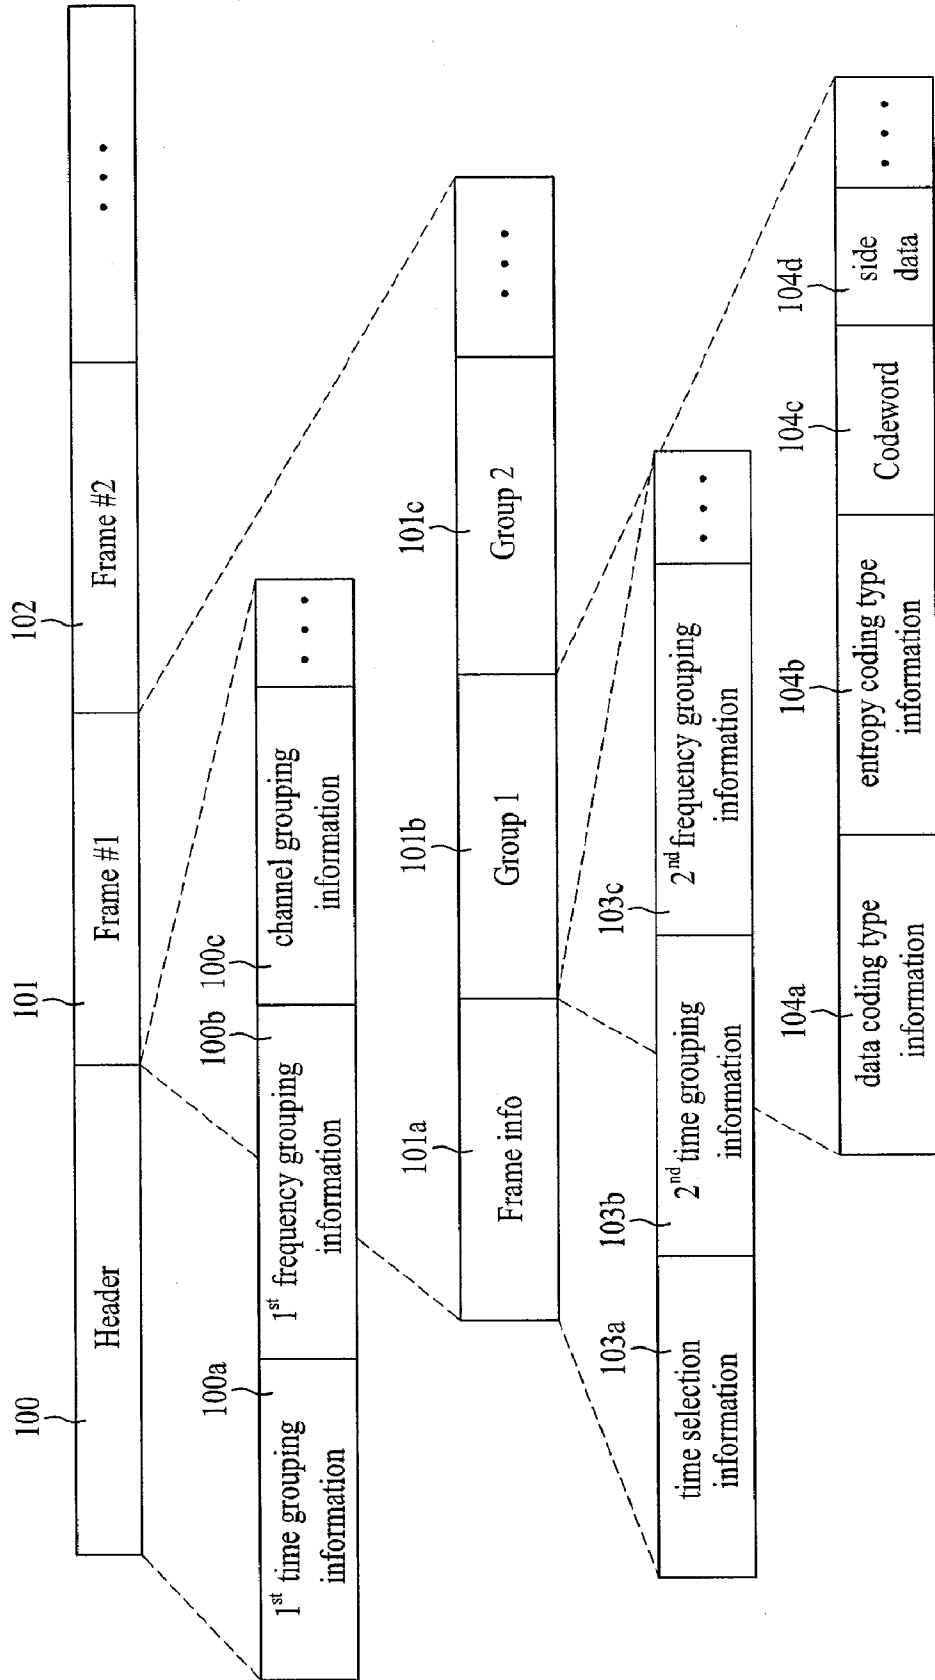 100
101
102
Header
Frame #1
Frame #2
• • •
100a
100b
100c
1st time grouping
information
1st frequency grouping
information
channel grouping
information
• • •
101a
101b
101c
Frame info
Group 1
Group 2
• • •
103a
103b
103c
time selection
information
2nd time grouping
information
2nd frequency grouping
information
• • •
104a
104b
104c
104d
data coding type
information
entropy coding type
information
Codeword
side
data
• • •